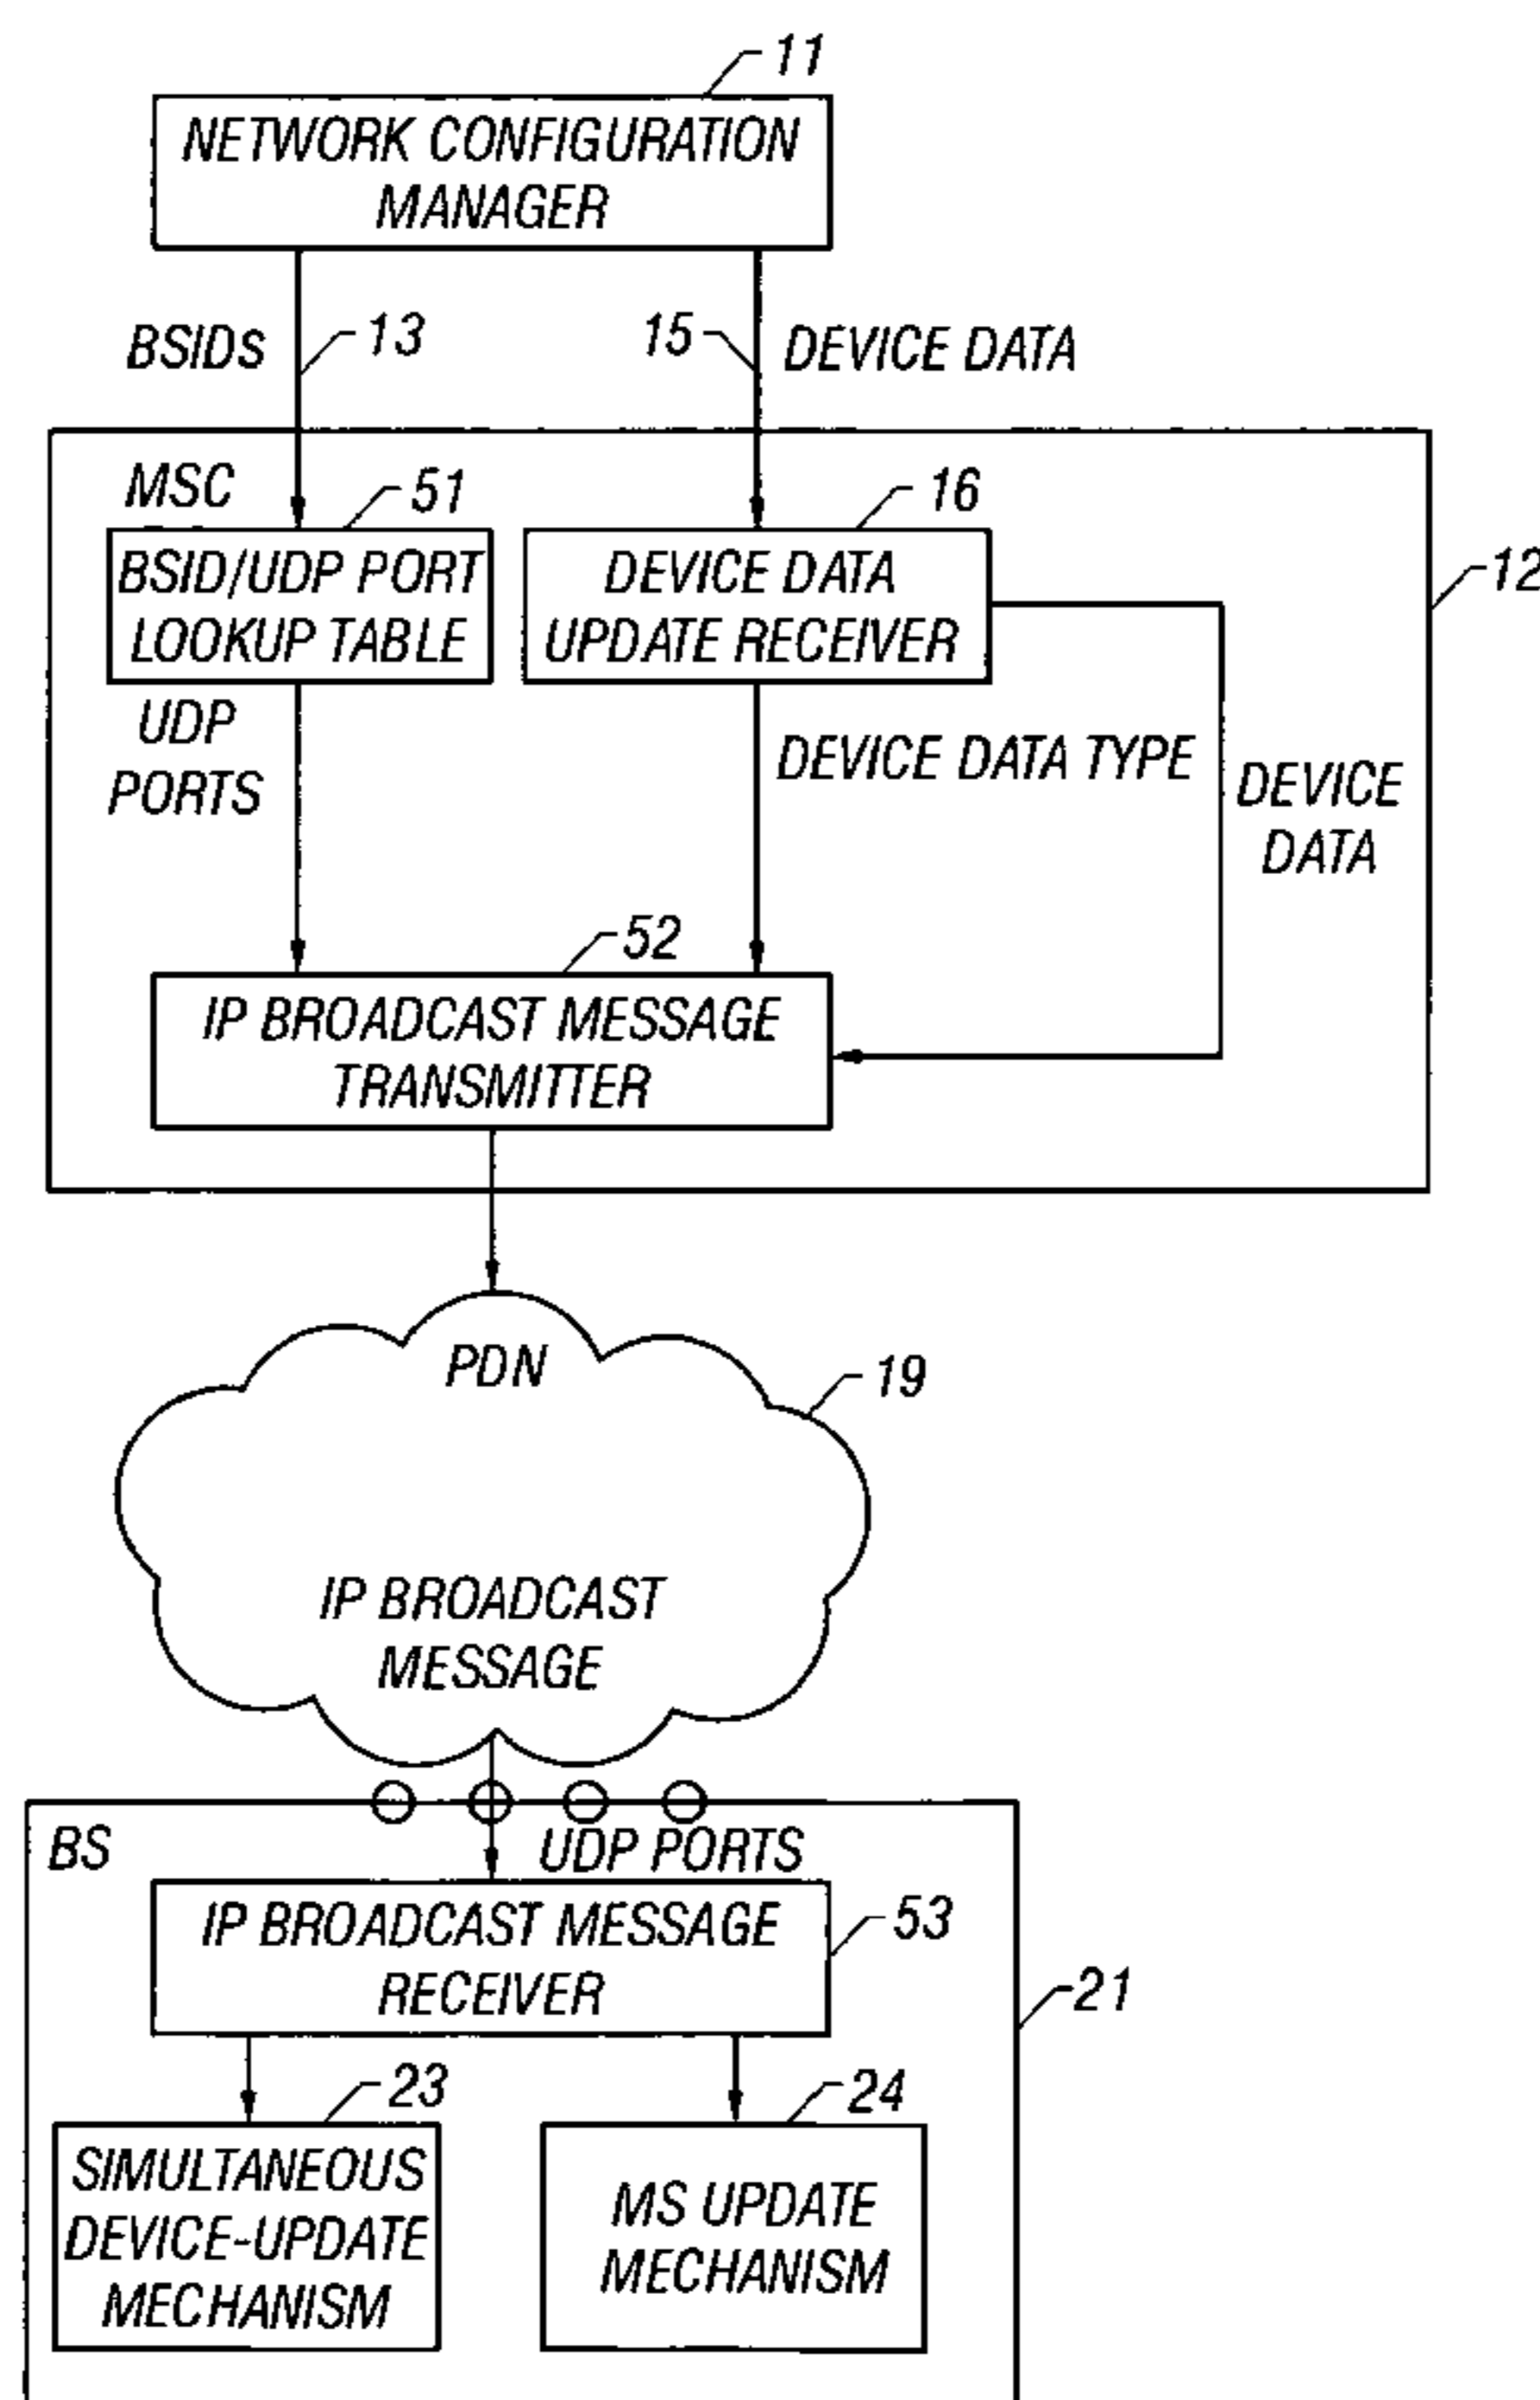 11
NETWORK CONFIGURATION
MANAGER
BSIDs
13
15
DEVICE DATA
MSC
51
16
BSID/UDP PORT
LOOKUP TABLE
DEVICE DATA
UPDATE RECEIVER
12
UDP
PORTS
DEVICE DATA TYPE
DEVICE
DATA
52
IP BROADCAST MESSAGE
TRANSMITTER
PDN
19
IP BROADCAST
MESSAGE
BS
UDP PORTS
IP BROADCAST MESSAGE
RECEIVER
53
21
23
24
SIMULTANEOUS
DEVICE-UPDATE
MECHANISM
MS UPDATE
MECHANISM